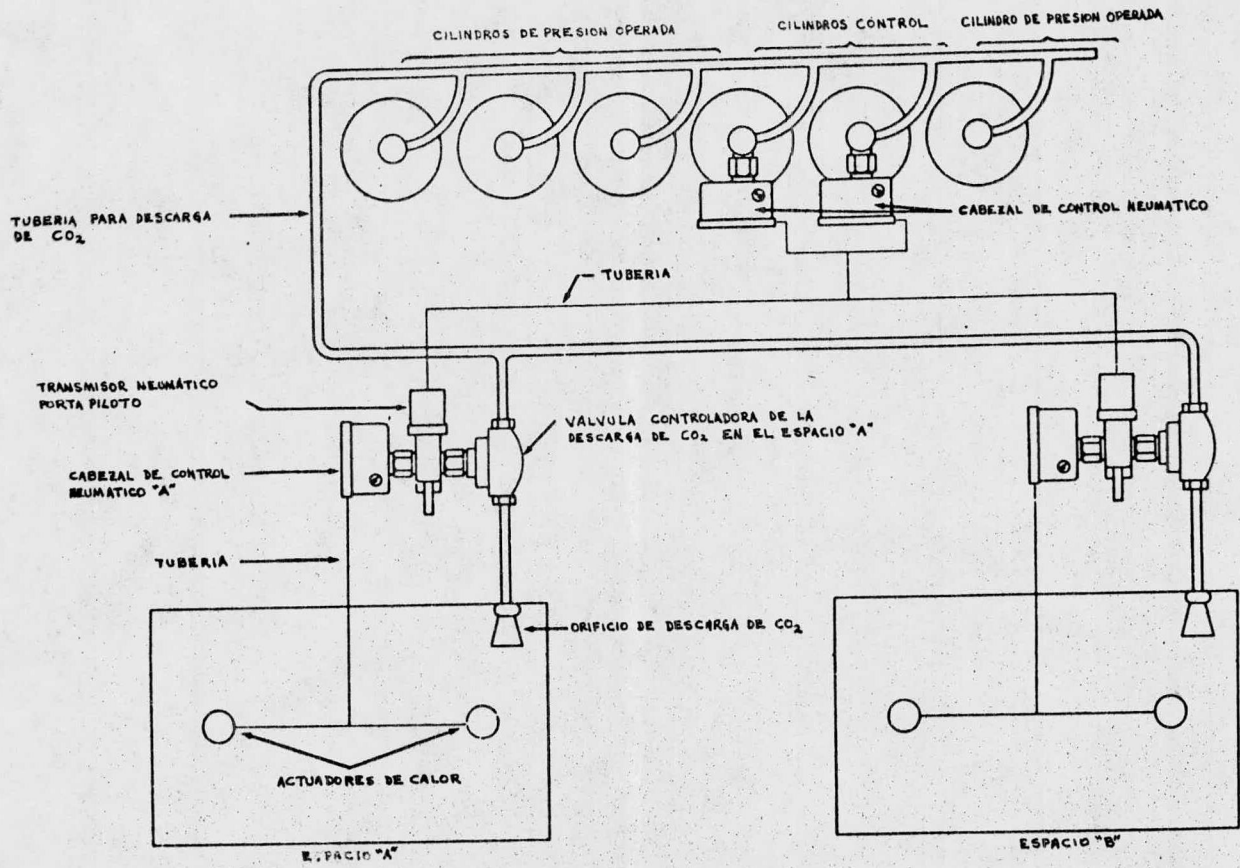 CILINDROS DE PRESION OPERADA
CILINDROS CONTROL
CILINDRO DE PRESION OPERADA
TUBERIA PARA DESCARGA
DE CO₂
CABEZAL DE CONTROL NEUMATICO
TUBERIA
TRANSMISOR NEUMÁTICO
PORTA PILOTO
VALVULA CONTROLADORA DE LA
DESCARGA DE CO₂ EN EL ESPACIO "A"
CABEZAL DE CONTROL
NEUMATICO "A"
TUBERIA
ORIFICIO DE DESCARGA DE CO₂
ACTUADORES DE CALOR
ESPACIO "A"
ESPACIO "B"